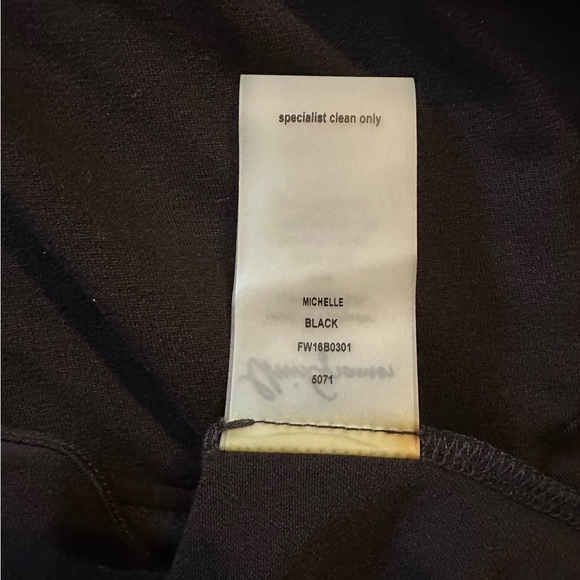 specialist clean only
MICHELLE
BLACK
FW16B0301
5071